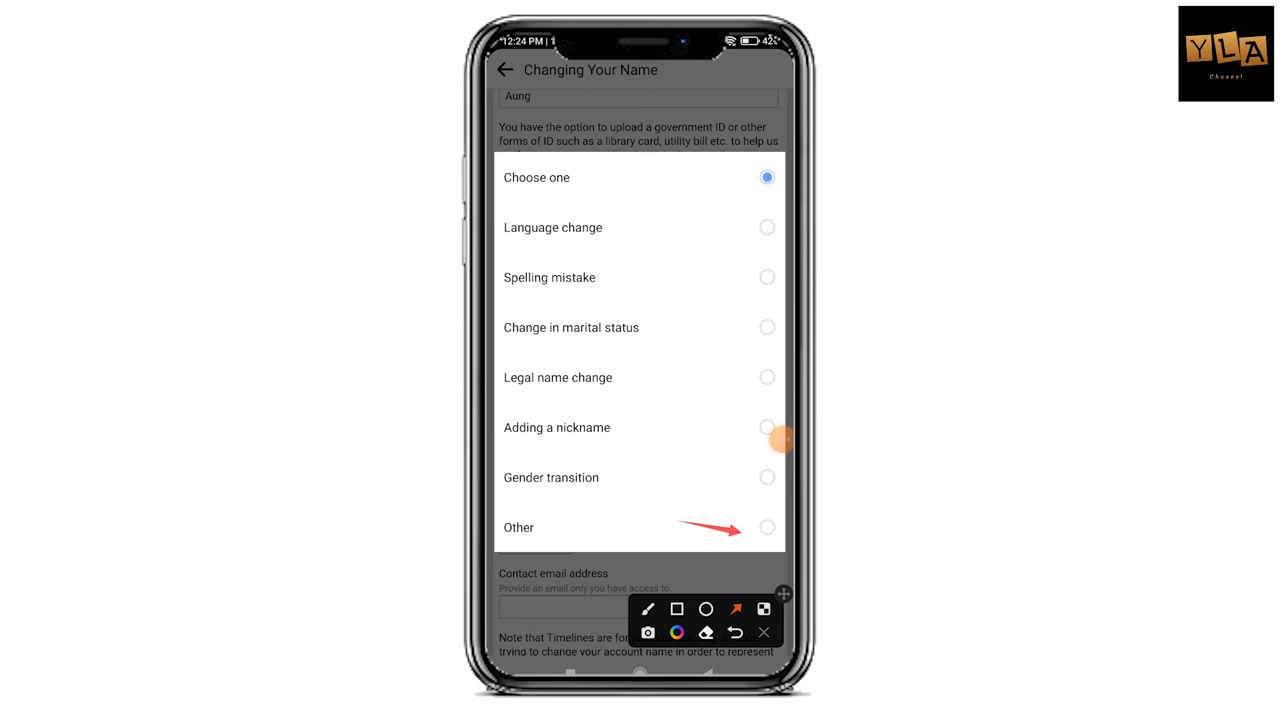 YLA
Channel
12:24 PM | 1
42%
Changing Your Name
Aung
You have the option to upload a government ID or other
forms of ID such as a library card, utility bill etc. to help us
Choose one
Language change
Spelling mistake
Change in marital status
Legal name change
Adding a nickname
Gender transition
Other
Contact email address
Provide an email only you have access to
Note that Timelines are for
trying to change your account name in order to represent